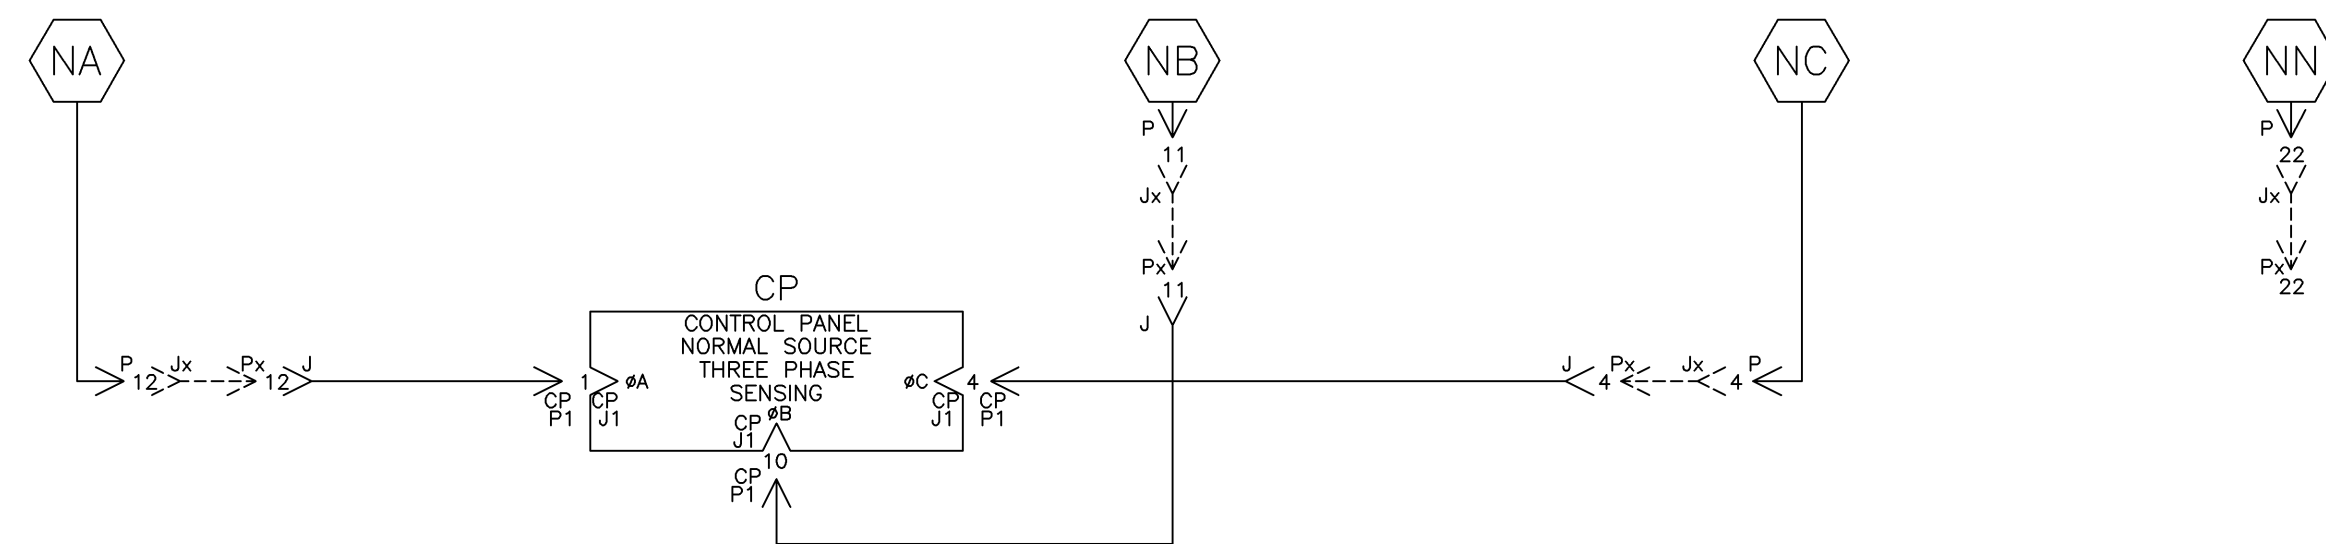 NA
NB
NC
NN
P
11
Jx
Px
11
J
P
22
Jx
Px
22
CP
CONTROL PANEL
NORMAL SOURCE
THREE PHASE
SENSING
P 12 Jx Px 12 J
1 øA
CP P1
CP J1
øB
CP J1
10
CP P1
øC 4
CP J1
CP P1
J 4 Px Jx 4 P